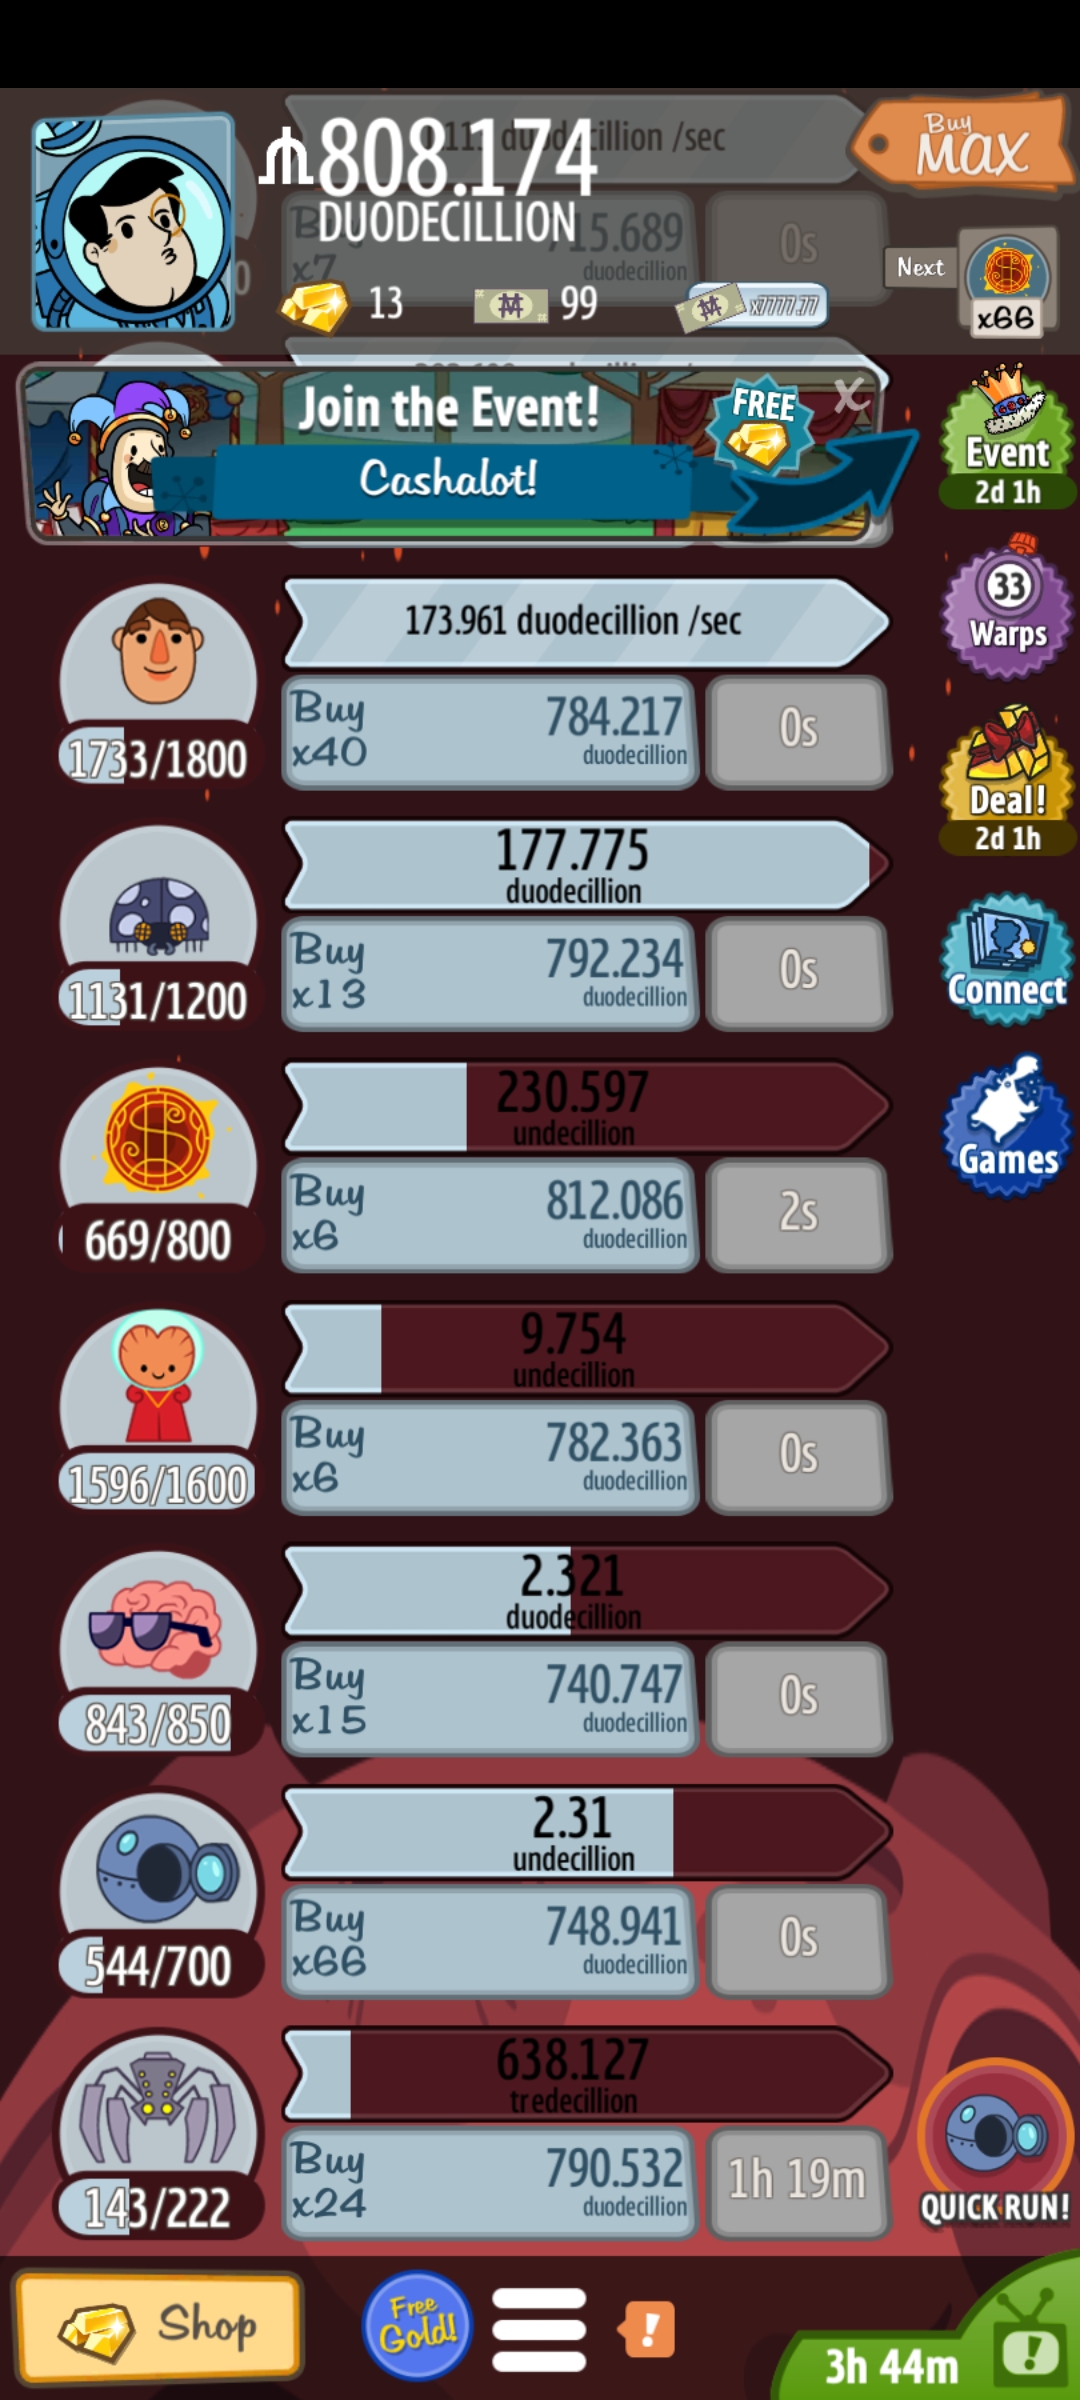 808.174
DUODECILLION
duodecillion /sec
Buy
x7
715.689
duodecillion
0s
13
99
x7777.77
Buy
MAX
Next
x66
Join the Event!
Cashalot!
FREE
X
Event
2d 1h
173.961 duodecillion /sec
Buy
x40
784.217
duodecillion
0s
1733/1800
33
Warps
Deal!
2d 1h
177.775
duodecillion
Buy
x13
792.234
duodecillion
0s
1131/1200
Connect
230.597
undecillion
Buy
x6
812.086
duodecillion
2s
669/800
Games
9.754
undecillion
Buy
x6
782.363
duodecillion
0s
1596/1600
2.321
duodecillion
Buy
x15
740.747
duodecillion
0s
843/850
2.31
undecillion
Buy
x66
748.941
duodecillion
0s
544/700
638.127
tredecillion
Buy
x24
790.532
duodecillion
1h 19m
143/222
QUICK RUN!
Shop
Free
Gold!
!
3h 44m
!